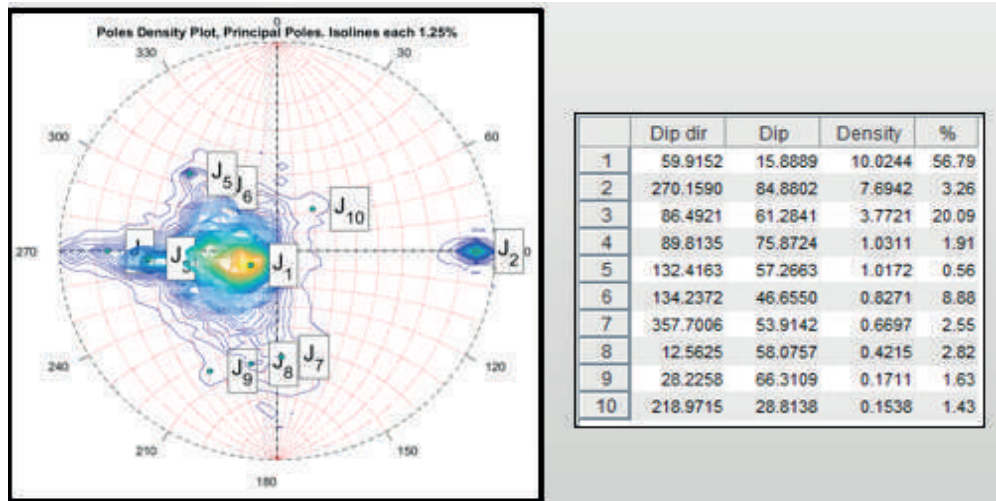 Poles Density Plot, Principal Poles. Isolines each 1.25%
0
30
60
0
120
150
180
210
240
270
300
330
J5
J6
J10
J
J3
J1
J2
J9
J8
J7
Dip dir Dip Density %
1 59.9152 15.8889 10.0244 56.79
2 270.1590 84.8802 7.6942 3.26
3 86.4921 61.2841 3.7721 20.09
4 89.8135 75.8724 1.0311 1.91
5 132.4163 57.2663 1.0172 0.56
6 134.2372 46.6550 0.8271 8.88
7 357.7006 53.9142 0.6697 2.55
8 12.5625 58.0757 0.4215 2.82
9 28.2258 66.3109 0.1711 1.63
10 218.9715 28.8138 0.1538 1.43